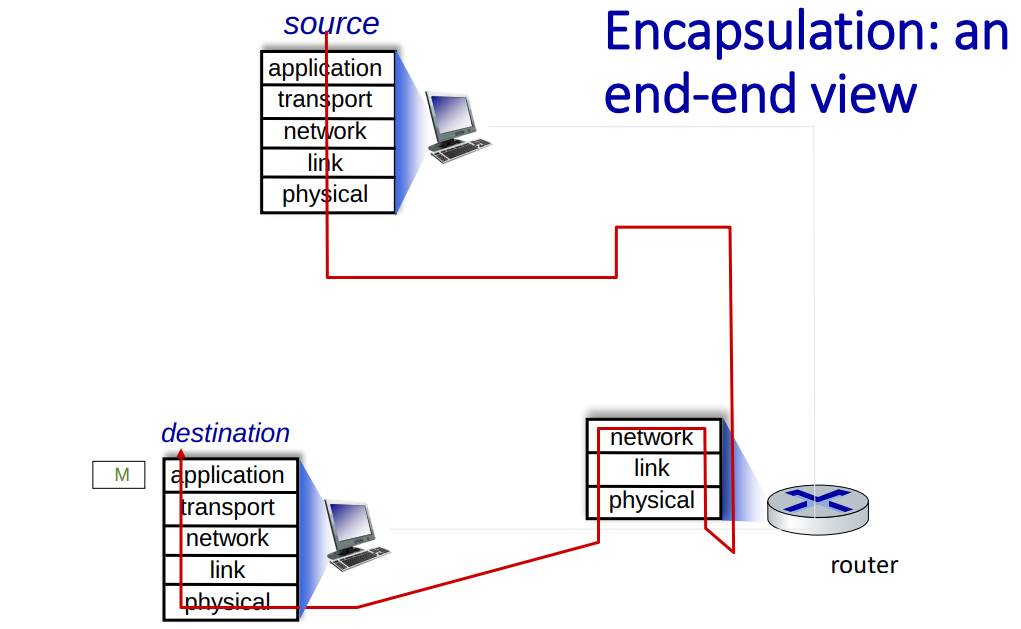 source
Encapsulation: an
end-end view
application
transport
network
link
physical
destination
M
application
transport
network
link
physical
network
link
physical
router